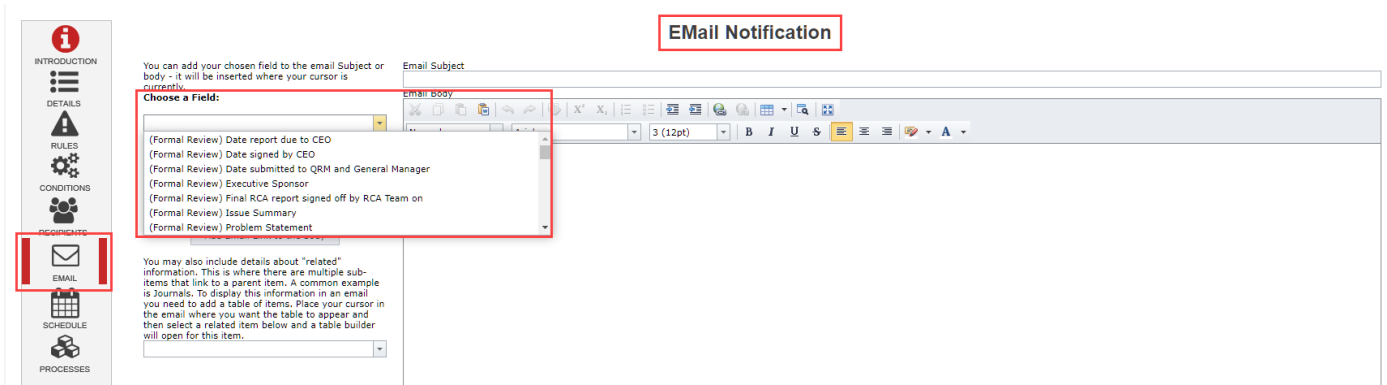 EMail Notification
INTRODUCTION
DETAILS
RULES
CONDITIONS
RECIPIENTS
EMAIL
SCHEDULE
PROCESSES
You can add your chosen field to the email Subject or
body - it will be inserted where your cursor is
currently.
Choose a Field:
(Formal Review) Date report due to CEO
(Formal Review) Date signed by CEO
(Formal Review) Date submitted to QRM and General Manager
(Formal Review) Executive Sponsor
(Formal Review) Final RCA report signed off by RCA Team on
(Formal Review) Issue Summary
(Formal Review) Problem Statement
Add Email Link to the Body
You may also include details about "related"
information. This is where there are multiple sub-
items that link to a parent item. A common example
is Journals. To display this information in an email
you need to add a table of items. Place your cursor in
the email where you want the table to appear and
then select a related item below and a table builder
will open for this item.
Email Subject
Email Body
3 (12pt)
B I U S A